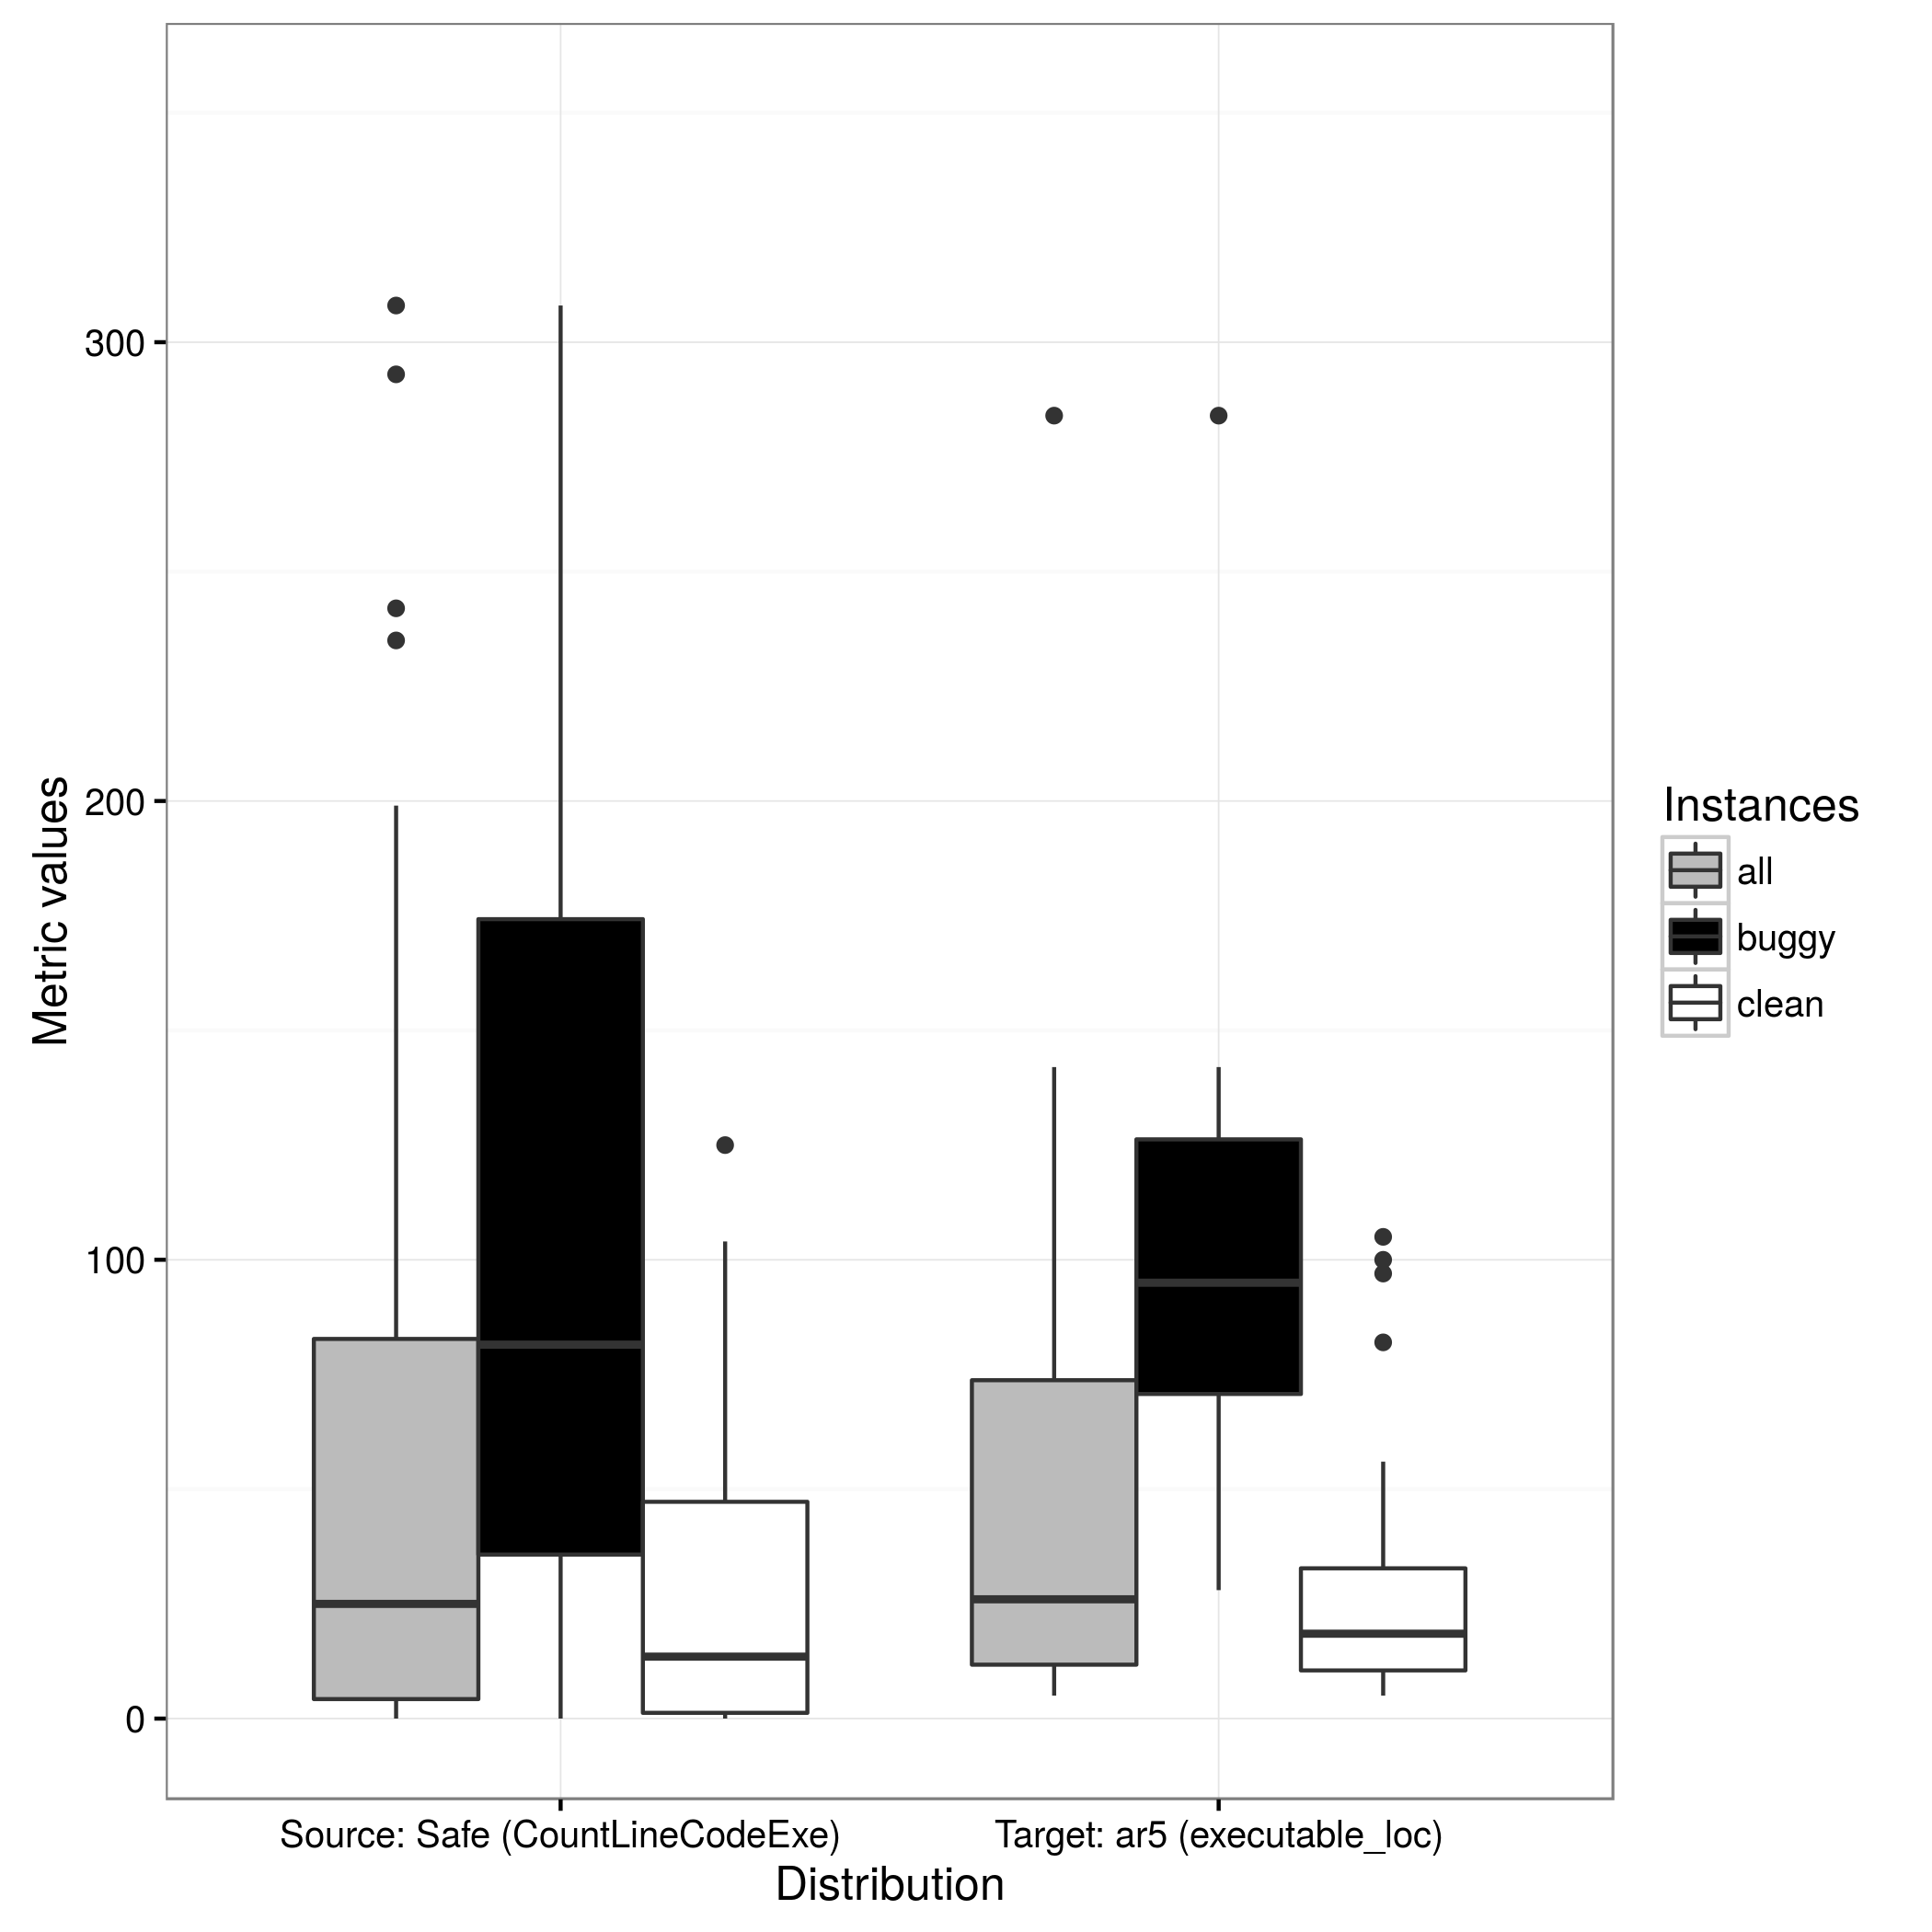 300
200
100
0
Metric values
Source: Safe (CountLineCodeExe)
Target: ar5 (executable_loc)
Distribution
Instances
all
buggy
clean